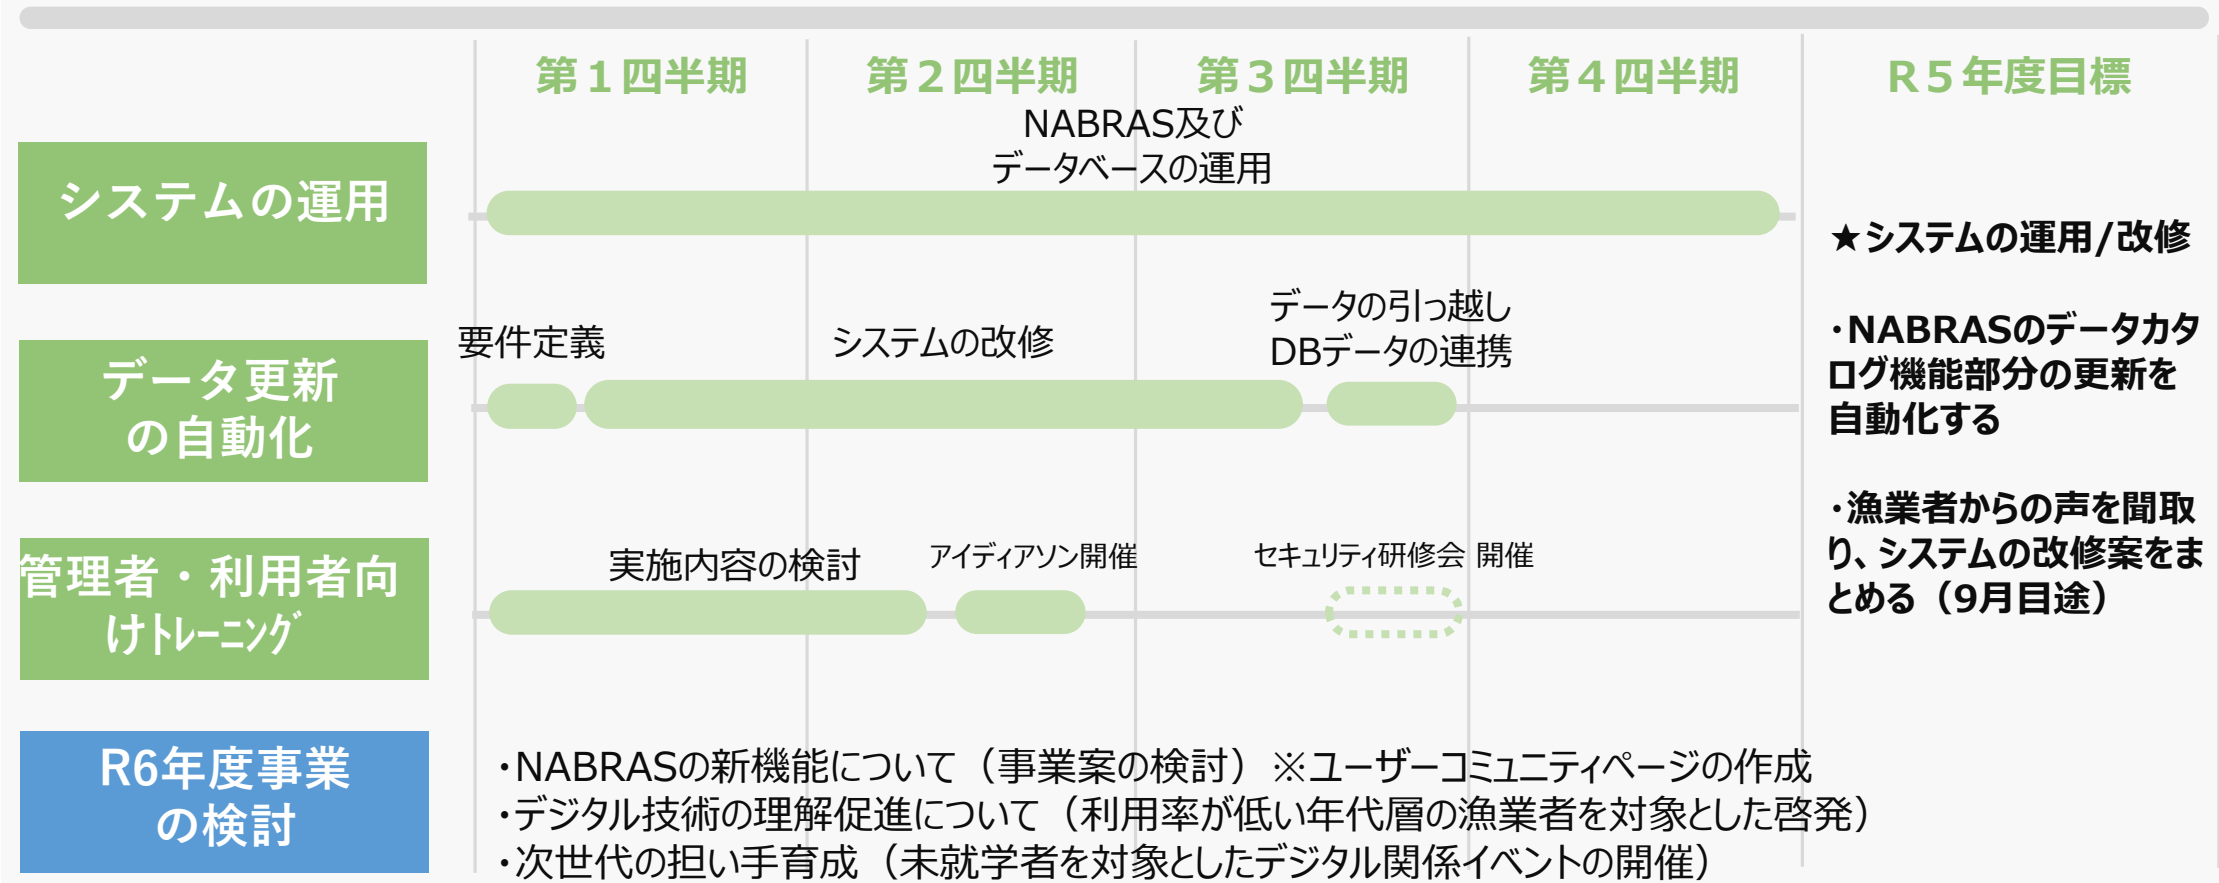 第１四半期
第２四半期
第３四半期
第４四半期
R５年度目標
システムの運用
NABRAS及び
データベースの運用
データ更新
の自動化
要件定義
システムの改修
データの引っ越し
DBデータの連携
管理者・利用者向
けトレーニング
実施内容の検討
アイディアソン開催
セキュリティ研修会 開催
★システムの運用/改修
・NABRASのデータカタ
ログ機能部分の更新を
自動化する
・漁業者からの声を聞取
り、システムの改修案をま
とめる（9月目途）
R6年度事業
の検討
・NABRASの新機能について（事業案の検討）※ユーザーコミュニティページの作成
・デジタル技術の理解促進について（利用率が低い年代層の漁業者を対象とした啓発）
・次世代の担い手育成（未就学者を対象としたデジタル関係イベントの開催）